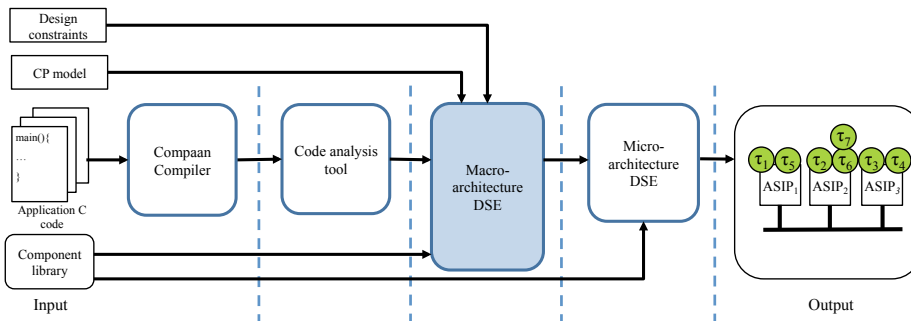 Design
constraints
CP model
main(){
...
}
Application C
code
Compaan
Compiler
Code analysis
tool
Macro-
architecture
DSE
Micro-
architecture
DSE
τ7
τ1 τ5 τ2 τ6 τ3 τ4
ASIP1 ASIP2 ASIP3
Component
library
Input
Output